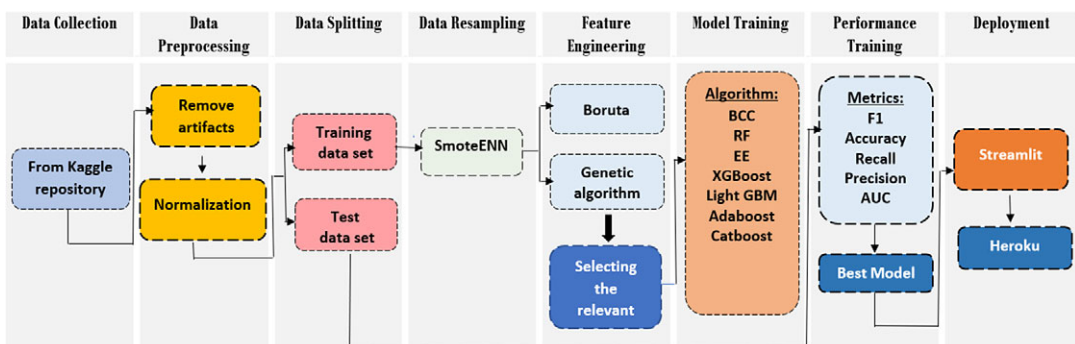 Data Collection
Data
Preprocessing
Data Splitting
Data Resampling
Feature
Engineering
Model Training
Performance
Training
Deployment
From Kaggle
repository
Remove
artifacts
Normalization
Training
data set
Test
data set
SmoteENN
Boruta
Genetic
algorithm
Selecting
the
relevant
Algorithm:
BCC
RF
EE
XGBoost
Light GBM
Adaboost
Catboost
Metrics:
F1
Accuracy
Recall
Precision
AUC
Best Model
Streamlit
Heroku